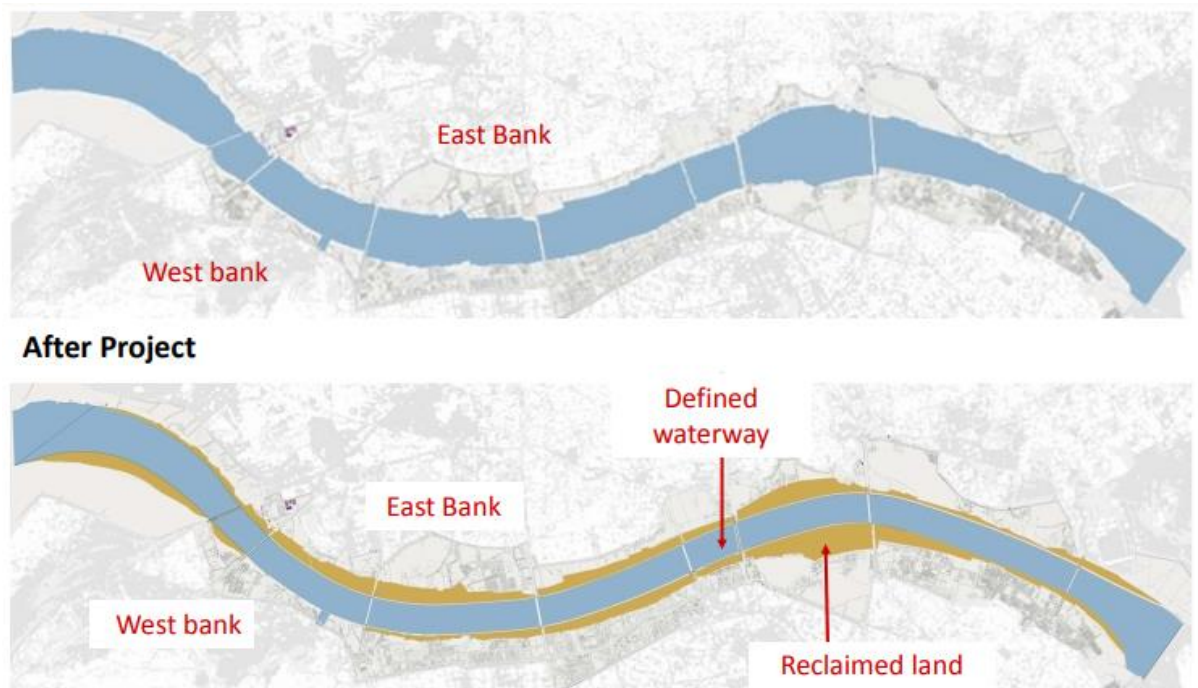 East Bank
West bank
After Project
Defined
waterway
East Bank
West bank
Reclaimed land